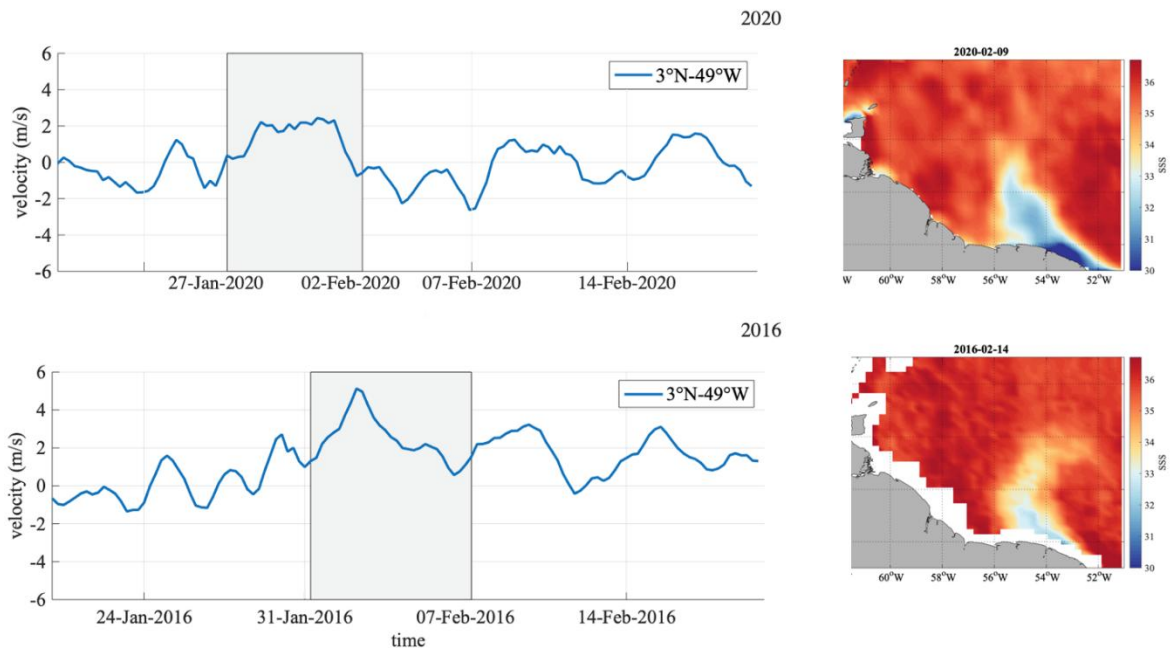 2020
6
4
2
0
-2
-4
-6
velocity (m/s)
3°N-49°W
27-Jan-2020 02-Feb-2020 07-Feb-2020 14-Feb-2020
2020-02-09
36
35
34
33
32
31
30
SSS
60°W 58°W 56°W 54°W 52°W
2016
6
4
2
0
-2
-4
-6
velocity (m/s)
3°N-49°W
24-Jan-2016 31-Jan-2016 07-Feb-2016 14-Feb-2016
time
2016-02-14
36
35
34
33
32
31
30
SSS
60°W 58°W 56°W 54°W 52°W